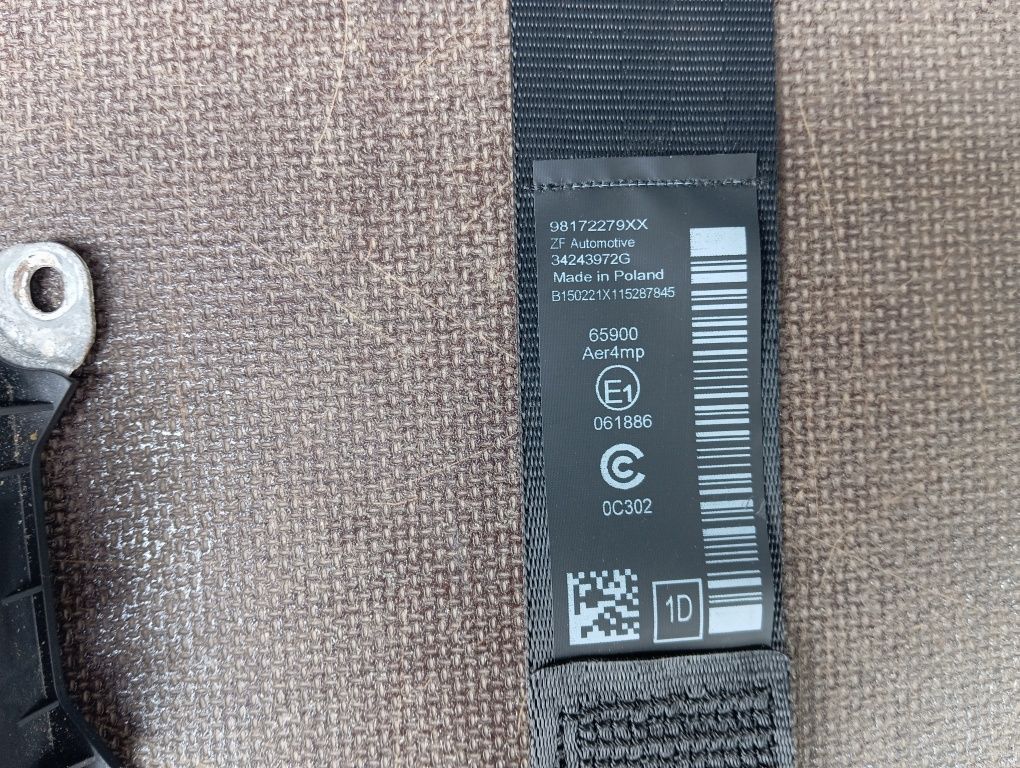 98172279XX
ZF Automotive
34243972G
Made in Poland
B150221X115287845
65900
Aer4mp
E1
061886
0C302
1D